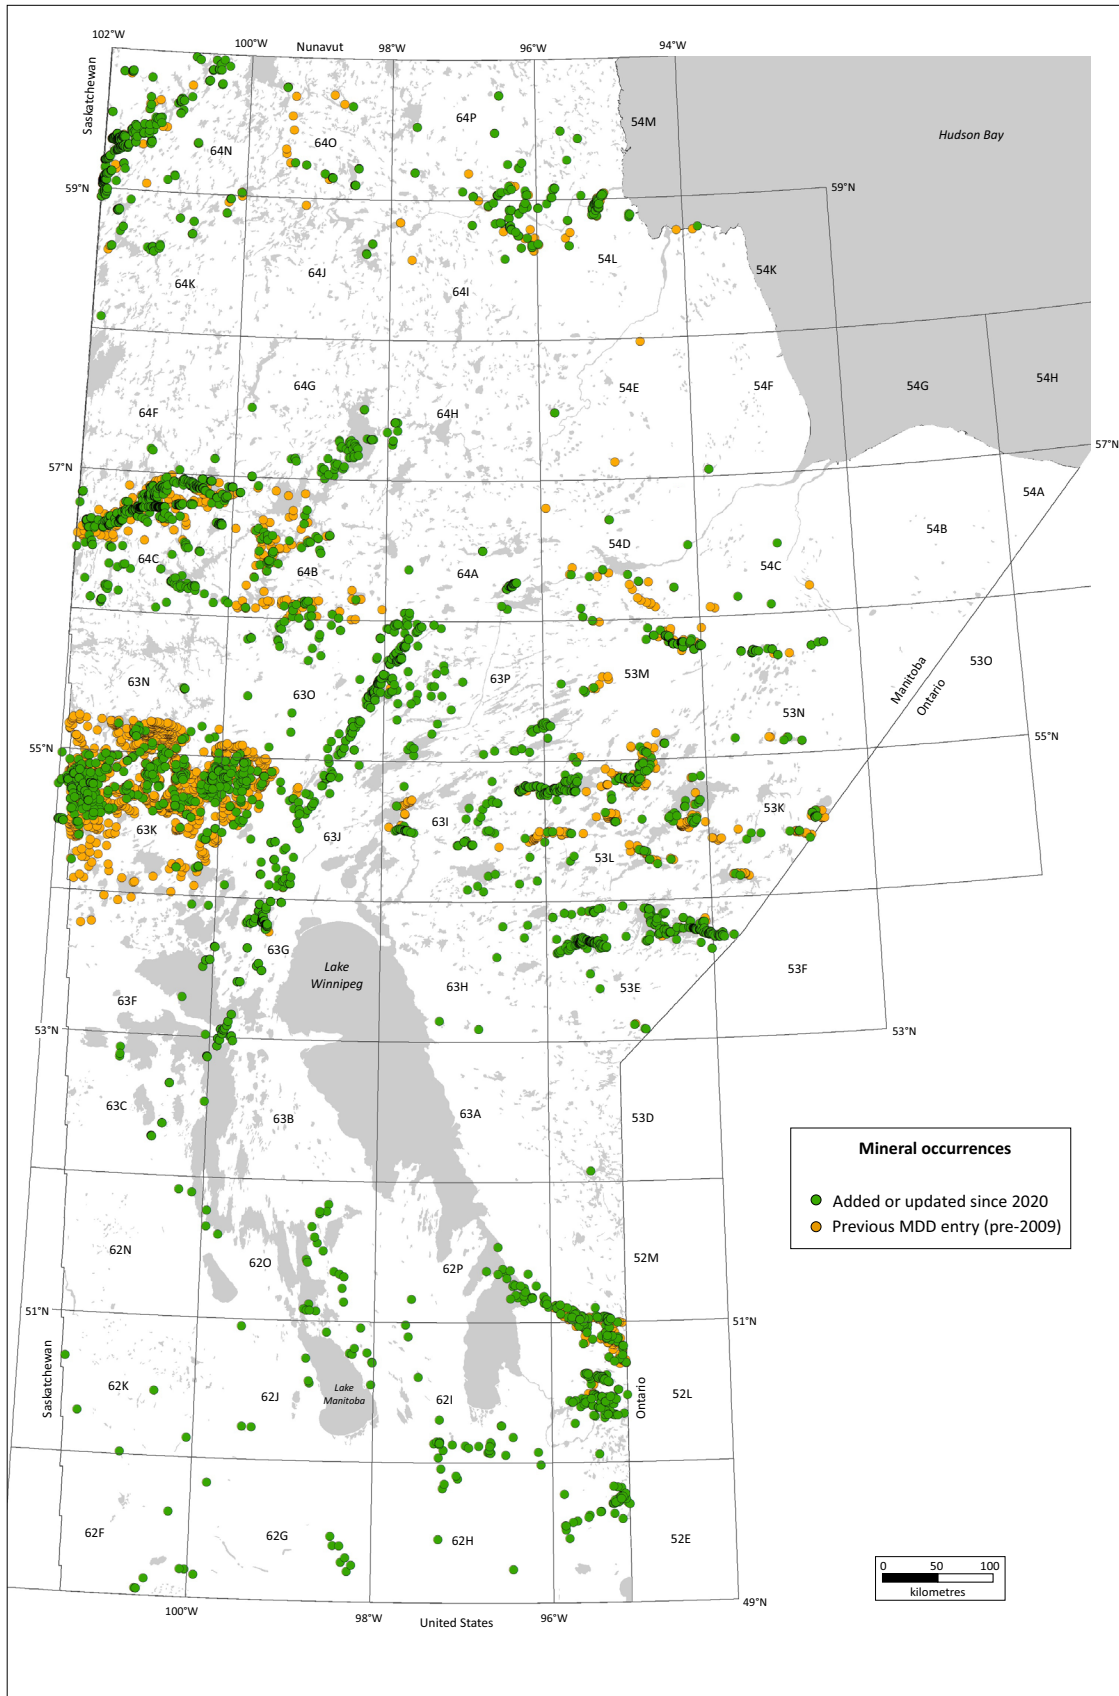 102°W
100°W
Nunavut
98°W
96°W
94°W
Saskatchewan
64P
54M
Hudson Bay
64N
64O
59°N
59°N
54L
54K
64K
64J
64I
54E
54F
54G
54H
64G
64F
64H
57°N
57°N
54A
54B
64C
64B
64A
54D
54C
Manitoba
Ontario
63N
63O
63P
53M
53N
53O
55°N
55°N
63K
63J
63I
53L
53K
63G
Lake
Winnipeg
63H
53E
53F
63F
53°N
53°N
63C
63B
63A
53D
Mineral occurrences
Added or updated since 2020
Previous MDD entry (pre-2009)
62N
62O
62P
52M
51°N
51°N
Saskatchewan
62K
62J
Lake
Manitoba
62I
Ontario
52L
62F
62G
62H
52E
0 50 100
kilometres
49°N
100°W
98°W
United States
96°W